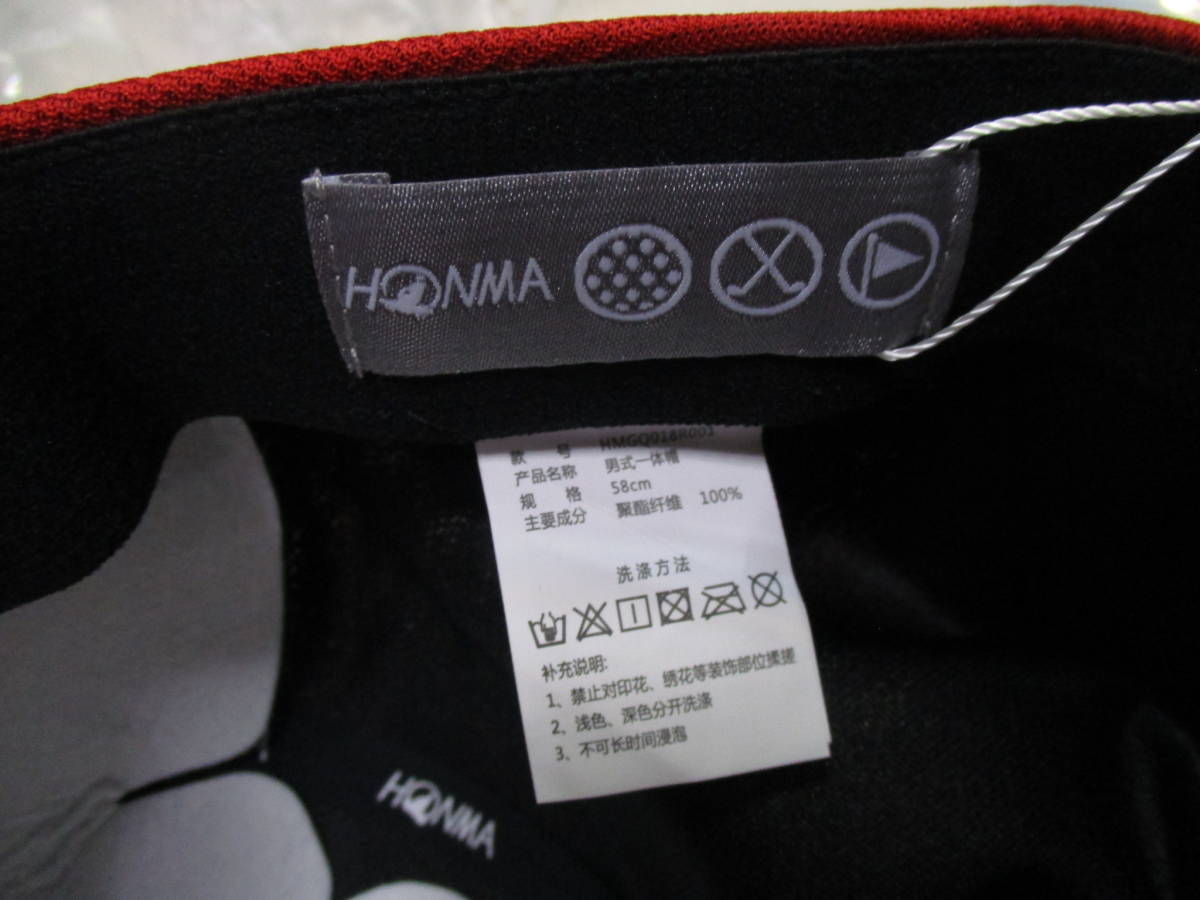 HONMA
款 号 HMGQ018R001
产品名称 男式一体帽
规 格 58cm
主要成分 聚酯纤维 100%
洗涤方法
补充说明:
1、禁止对印花、绣花等装饰部位揉搓
2、浅色、深色分开洗涤
3、不可长时间浸泡
HONMA